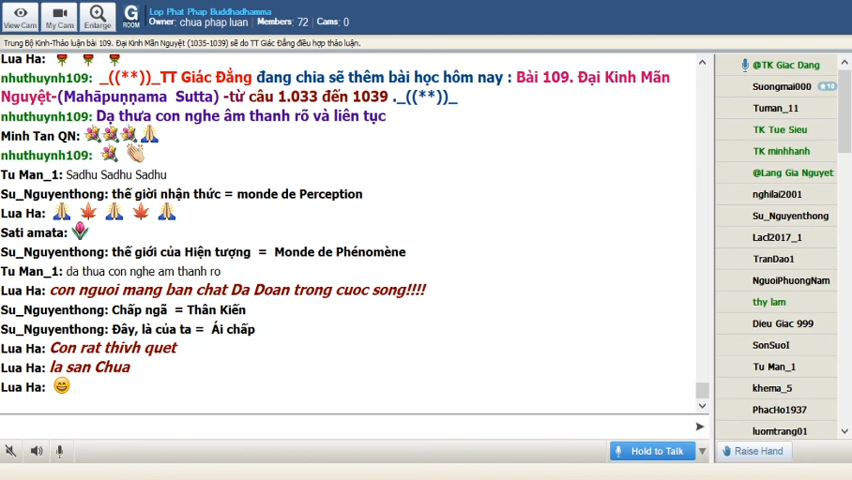 View Cam
My Cam
Enlarge
G
ROOM
Lop Phat Phap Buddhadhamma
Owner: chua phap luan Members: 72 Cams: 0
Trung Bộ Kinh-Thảo luận bài 109. Đại Kinh Mãn Nguyệt (1035-1039) sẽ do TT Giác Đẳng điều hợp thảo luận.
Lua Ha:
nhuthuynh109: _((**))_TT Giác Đẳng đang chia sẽ thêm bài học hôm nay : Bài 109. Đại Kinh Mãn
Nguyệt-(Mahāpuṇṇama Sutta) -từ câu 1.033 đến 1039 ._((**))_
nhuthuynh109: Dạ thưa con nghe âm thanh rõ và liên tục
Minh Tan QN:
nhuthuynh109:
Tu Man_1: Sadhu Sadhu Sadhu
Su_Nguyenthong: thế giời nhận thức = monde de Perception
Lua Ha:
Sati amata:
Su_Nguyenthong: thế giới của Hiện tượng = Monde de Phénomène
Tu Man_1: da thua con nghe am thanh ro
Lua Ha: con nguoi mang ban chat Da Doan trong cuoc song!!!!
Su_Nguyenthong: Chấp ngã = Thân Kiến
Su_Nguyenthong: Đây, là của ta = Ái chấp
Lua Ha: Con rat thivh quet
Lua Ha: la san Chua
Lua Ha:
Hold to Talk
@TK Giac Dang
Suongmai000 10
Tuman_11
TK Tue Sieu
TK minhhanh
@Lang Gia Nguyet
nghilai2001
Su_Nguyenthong
Lacl2017_1
TranDao1
NguoiPhuongNam
thy lam
Dieu Giac 999
SonSuoI
Tu Man_1
khema_5
PhacHo1937
luomtrang01
Raise Hand